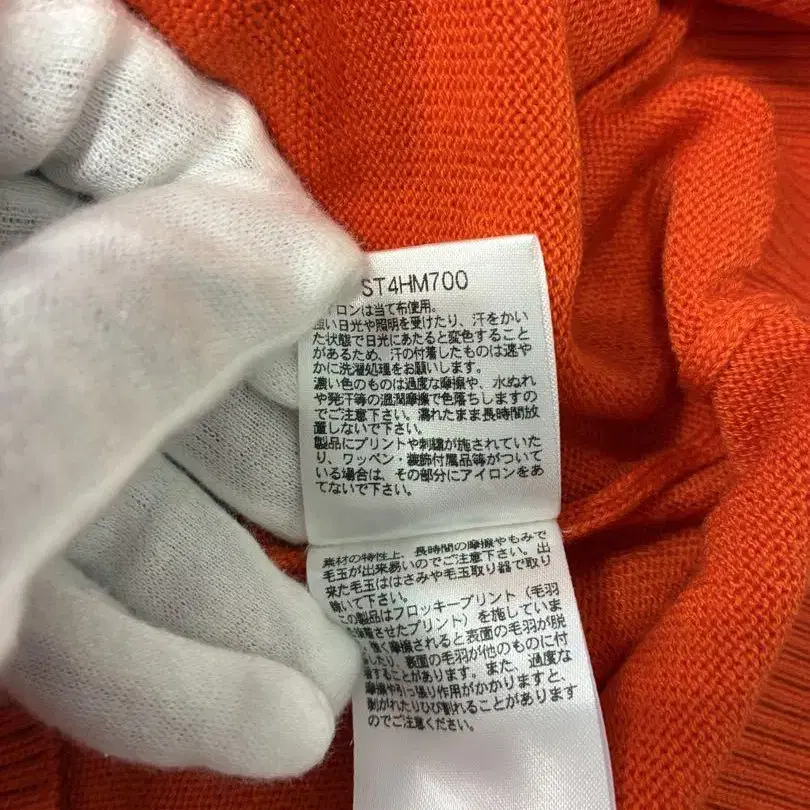 ST4HM700
イロンは当て布使用。
強い日光や照明を受けたり、汗をかい
た状態で日光にあたると変色すること
があるため、汗の付着したものは速や
かに洗濯処理をお願いします。
濃い色のものは過度な摩擦や、水ぬれ
や発汗等の湿潤摩擦で色落ちしますの
でご注意下さい。濡れたまま長時間放
置しないで下さい。
製品にプリントや刺繍が施されていた
り、ワッペン・装飾付属品等がついて
いる場合は、その部分にアイロンをあ
てないで下さい。
素材の特性上、長時間の摩擦やもみで
毛玉が出来易いのでご注意下さい。出
来た毛玉ははさみや毛玉取り器で取り
除いて下さい。
この製品はフロッキープリント(毛羽
着させたプリント)を施していま
強く摩擦されると表面の毛羽が脱
したり、表面の毛羽が他のものに付
することがあります。また、過度な
摩擦や引っ張り作用がかかりますと、
剥がれたりひび割れることがあります
のでご注意ください。